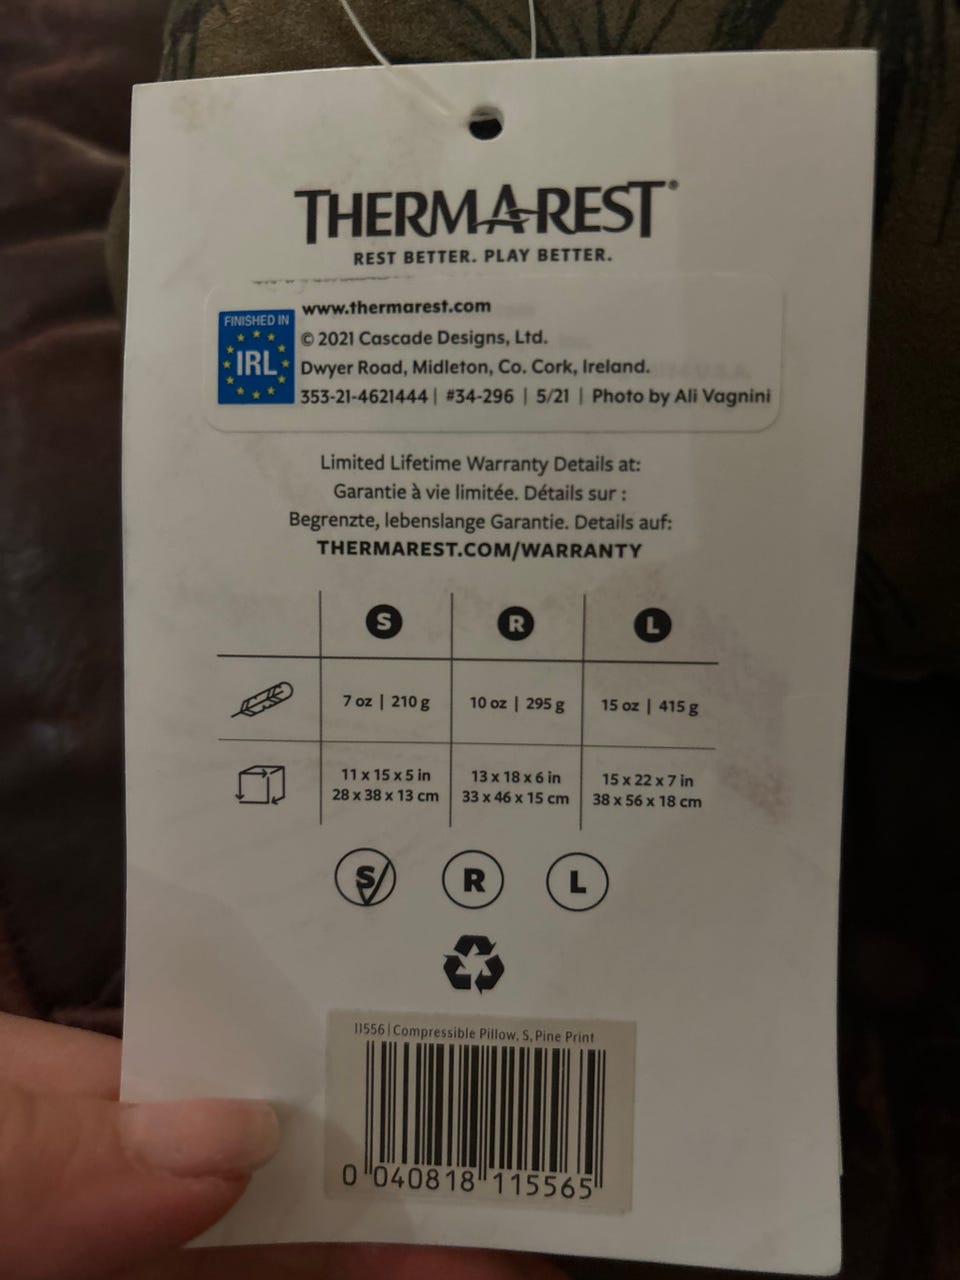 THERMAREST®
REST BETTER. PLAY BETTER.
www.thermarest.com
FINISHED IN
IRL
© 2021 Cascade Designs, Ltd.
Dwyer Road, Midleton, Co. Cork, Ireland.
353-21-4621444 | #34-296 | 5/21 | Photo by Ali Vagnini
Limited Lifetime Warranty Details at:
Garantie à vie limitée. Détails sur :
Begrenzte, lebenslange Garantie. Details auf:
THERMAREST.COM/WARRANTY
S R L
7 oz | 210 g 10 oz | 295 g 15 oz | 415 g
11 x 15 x 5 in 13 x 18 x 6 in 15 x 22 x 7 in
28 x 38 x 13 cm 33 x 46 x 15 cm 38 x 56 x 18 cm
S R L
11556 | Compressible Pillow, S, Pine Print
0 040818 115565